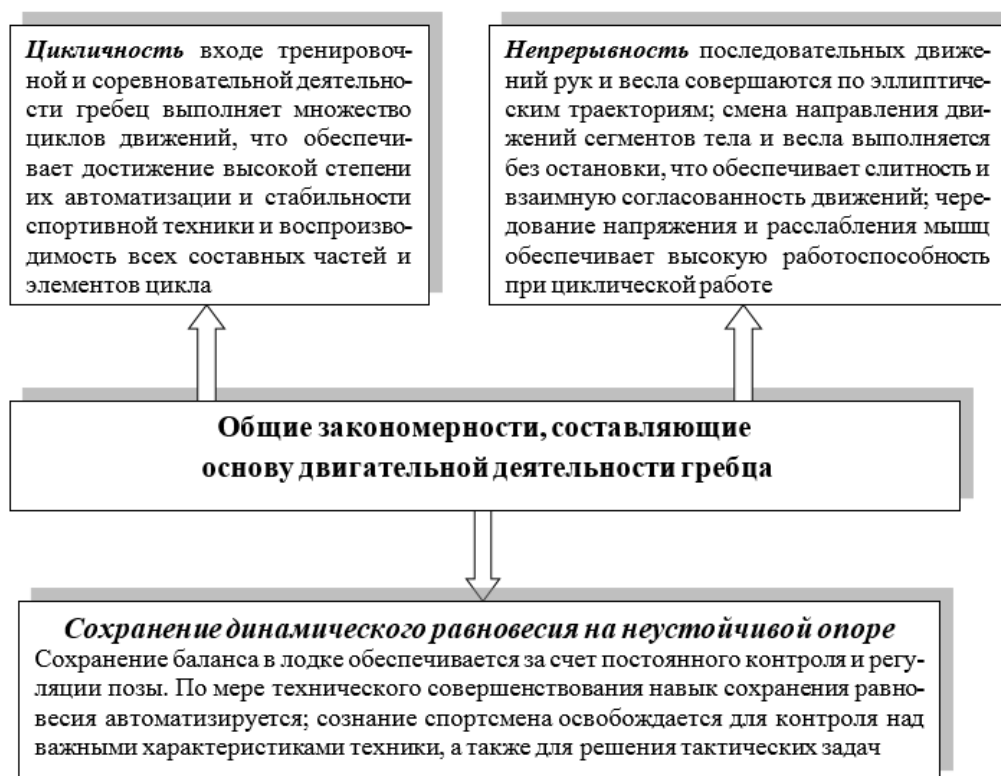 Цикличность входе тренировоч-
ной и соревновательной деятельно-
сти гребец выполняет множество
циклов движений, что обеспечи-
вает достижение высокой степени
их автоматизации и стабильности
спортивной техники и воспроизво-
димость всех составных частей и
элементов цикла
Непрерывность последовательных движе-
ний рук и весла совершаются по эллиптиче-
ским траекториям; смена направления дви-
жений сегментов тела и весла выполняется
без остановки, что обеспечивает слитность и
взаимную согласованность движений; чере-
дование напряжения и расслабления мышц
обеспечивает высокую работоспособность
при циклической работе
Общие закономерности, составляющие
основу двигательной деятельности гребца
Сохранение динамического равновесия на неустойчивой опоре
Сохранение баланса в лодке обеспечивается за счет постоянного контроля и регу-
ляции позы. По мере технического совершенствования навык сохранения равно-
весия автоматизируется; сознание спортсмена освобождается для контроля над
важными характеристиками техники, а также для решения тактических задач